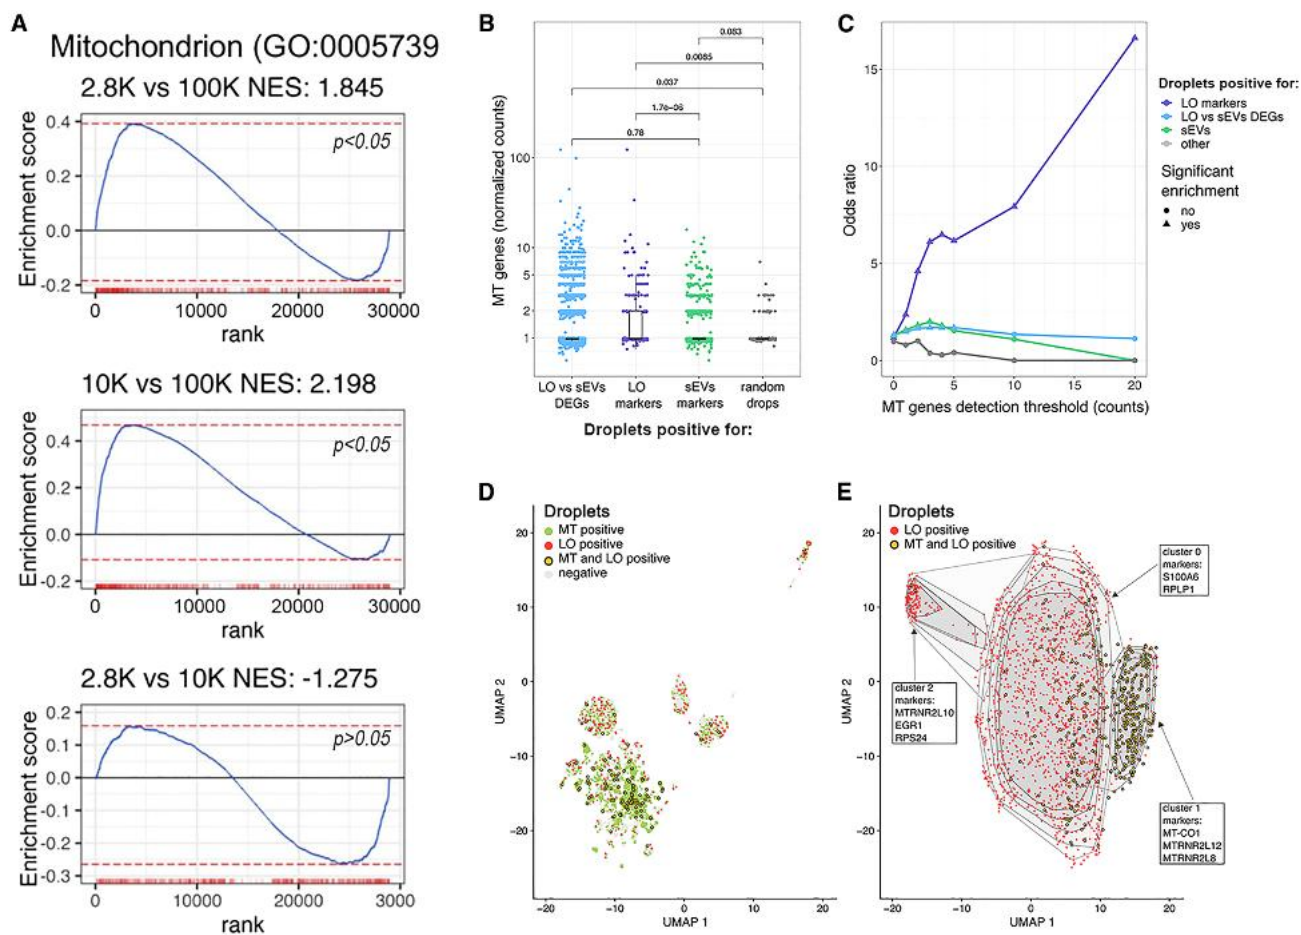 A
Mitochondrion (GO:0005739
2.8K vs 100K NES: 1.845
Enrichment score
0.4
0.2
0.0
-0.2
p<0.05
0
10000
20000
30000
rank
10K vs 100K NES: 2.198
Enrichment score
0.4
0.2
0.0
-0.2
p<0.05
0
10000
20000
30000
rank
2.8K vs 10K NES: -1.275
Enrichment score
0.2
0.1
0.0
-0.1
-0.2
-0.3
p>0.05
0
10000
20000
30000
rank
B
MT genes (normalized counts)
100
10
5
2
1
0.083
0.0085
0.037
1.7e-06
0.78
LO vs sEVs DEGs
LO markers
sEVs markers
random drops
Droplets positive for:
C
Odds ratio
15
10
5
0
0
5
10
15
20
MT genes detection threshold (counts)
Droplets positive for:
LO markers
LO vs sEVs DEGs
sEVs
other
Significant
enrichment
no
yes
D
Droplets
MT positive
LO positive
MT and LO positive
negative
UMAP 2
20
10
0
−10
−20
−20
−10
0
10
20
UMAP 1
E
Droplets
LO positive
MT and LO positive
UMAP 2
20
10
0
−10
−20
cluster 0
markers:
S100A6
RPLP1
cluster 2
markers:
MTRNR2L10
EGR1
RPS24
cluster 1
markers:
MT-CO1
MTRNR2L12
MTRNR2L8
−20
−10
0
10
20
UMAP 1